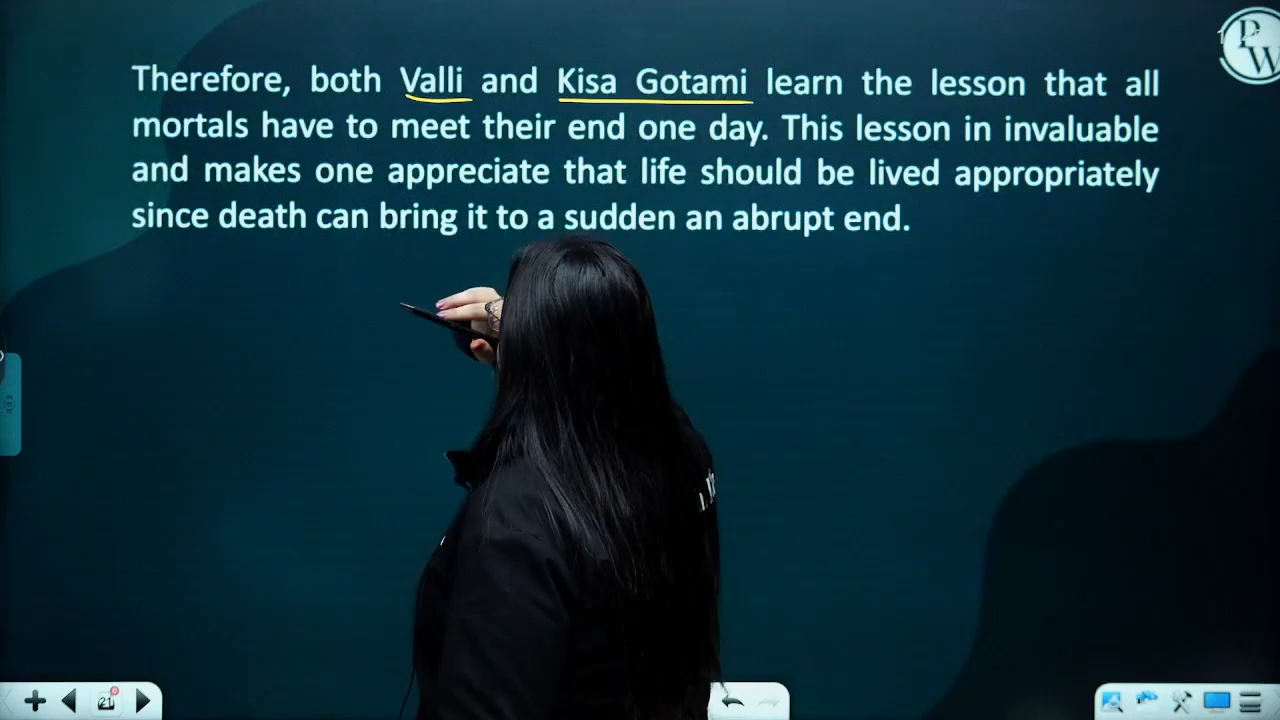 PW
Therefore, both Valli and Kisa Gotami learn the lesson that all
mortals have to meet their end one day. This lesson in invaluable
and makes one appreciate that life should be lived appropriately
since death can bring it to a sudden an abrupt end.
21